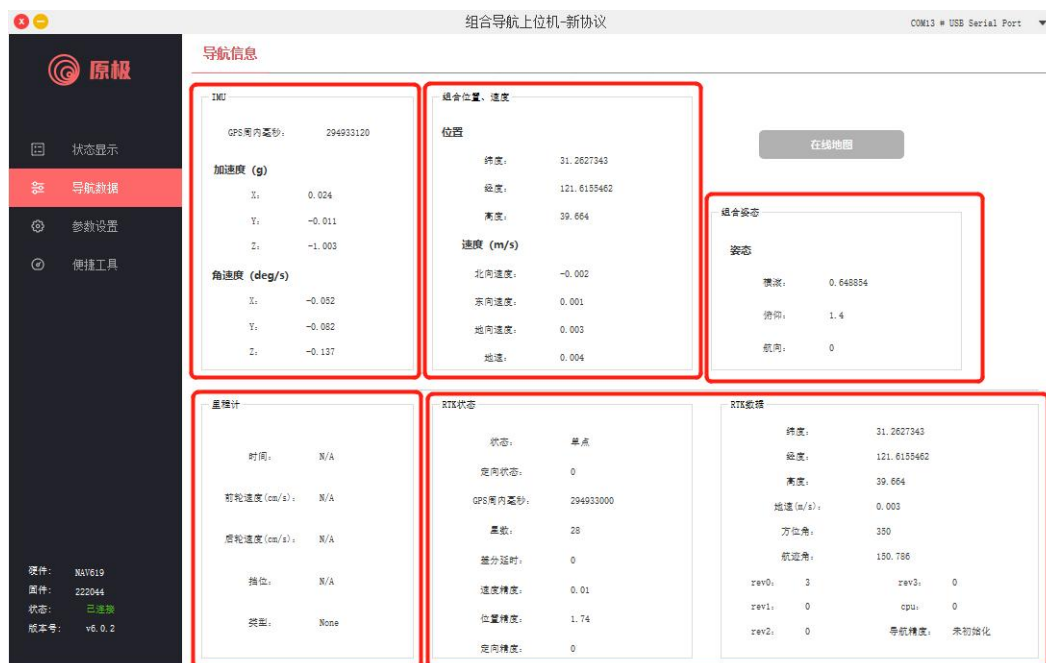 组合导航上位机-新协议
COM13 # USB Serial Port
原极
状态显示
导航数据
参数设置
便捷工具
硬件: NAV619
固件: 222044
状态: 已连接
版本号: v6.0.2
导航信息
IMU
GPS周内毫秒: 294933120
加速度 (g)
X: 0.024
Y: -0.011
Z: -1.003
角速度 (deg/s)
X: -0.052
Y: -0.082
Z: -0.137
组合位置、速度
位置
纬度: 31.2627343
经度: 121.6155462
高度: 39.664
速度 (m/s)
北向速度: -0.002
东向速度: 0.001
地向速度: 0.003
地速: 0.004
在线地图
组合姿态
姿态
横滚: 0.648854
俯仰: 1.4
航向: 0
里程计
时间: N/A
前轮速度(cm/s): N/A
后轮速度(cm/s): N/A
挡位: N/A
类型: None
RTK状态
状态: 单点
定向状态: 0
GPS周内毫秒: 294933000
星数: 28
差分延时: 0
速度精度: 0.01
位置精度: 1.74
定向精度: 0
RTK数据
纬度: 31.2627343
经度: 121.6155462
高度: 39.664
地速(m/s): 0.003
方位角: 350
航迹角: 150.786
rev0: 3 rev3: 0
rev1: 0 cpu: 0
rev2: 0 导航精度: 未初始化